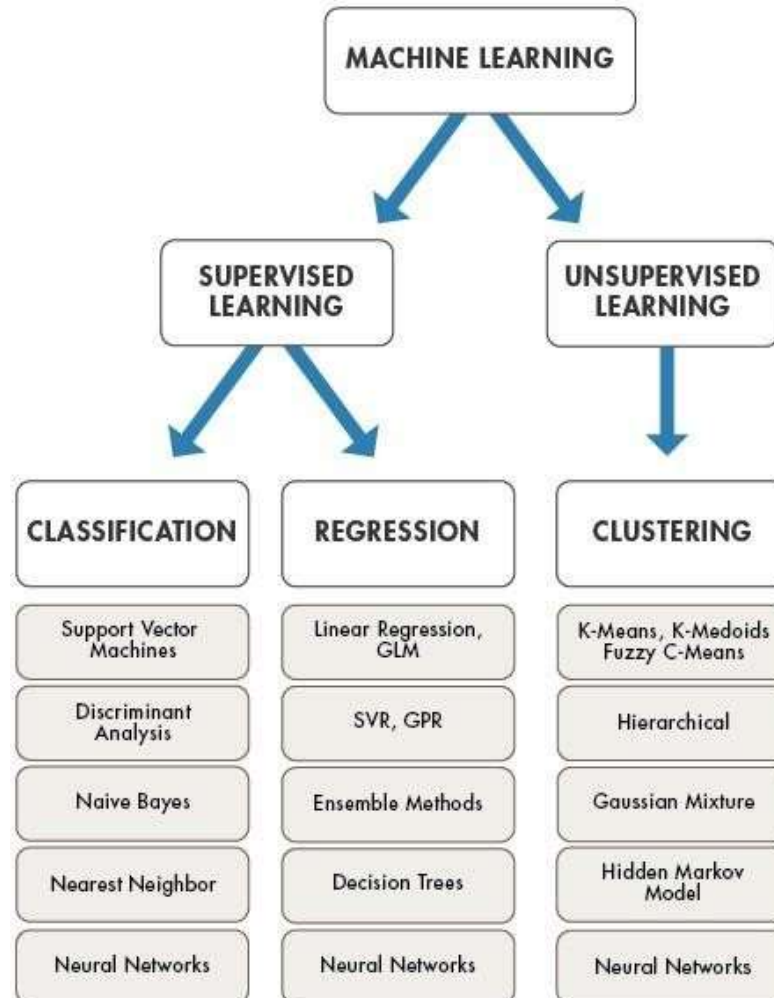 MACHINE LEARNING
SUPERVISED
LEARNING
UNSUPERVISED
LEARNING
CLASSIFICATION
REGRESSION
CLUSTERING
Support Vector
Machines
Discriminant
Analysis
Naive Bayes
Nearest Neighbor
Neural Networks
Linear Regression,
GLM
SVR, GPR
Ensemble Methods
Decision Trees
Neural Networks
K-Means, K-Medoids
Fuzzy C-Means
Hierarchical
Gaussian Mixture
Hidden Markov
Model
Neural Networks